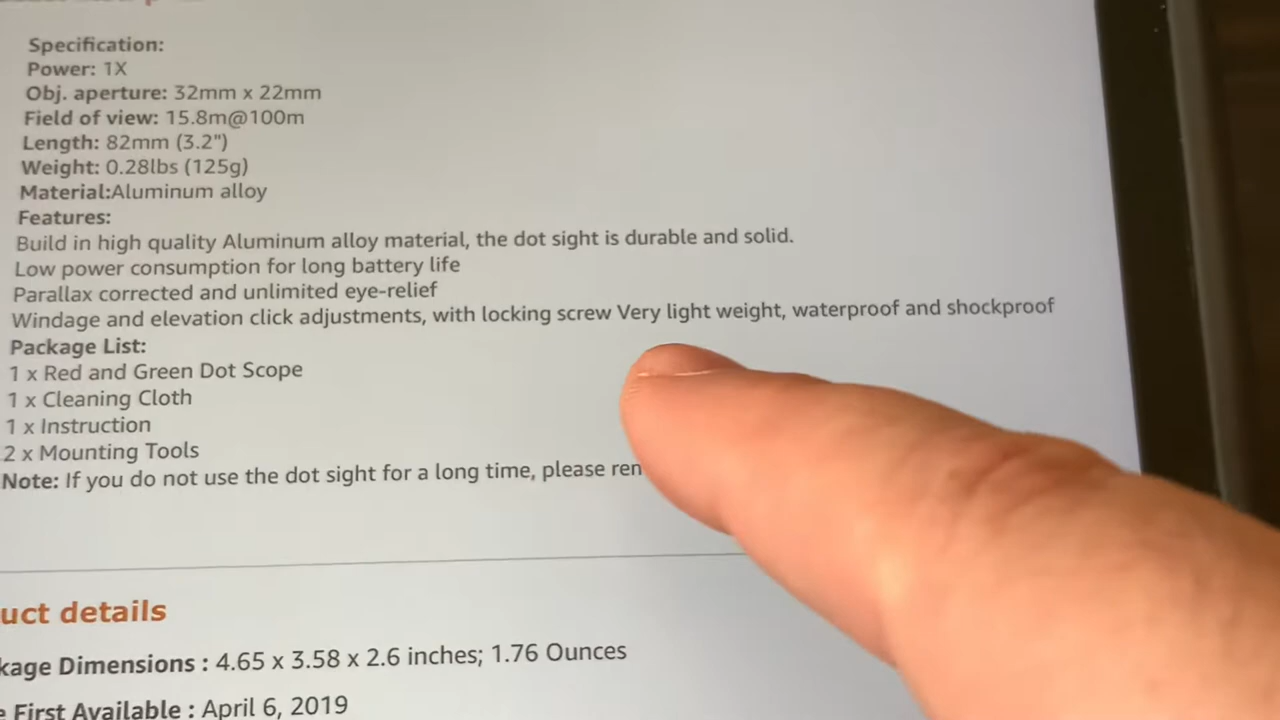 Specification:
Power: 1X
Obj. aperture: 32mm x 22mm
Field of view: 15.8m@100m
Length: 82mm (3.2")
Weight: 0.28lbs (125g)
Material:Aluminum alloy
Features:
Build in high quality Aluminum alloy material, the dot sight is durable and solid.
Low power consumption for long battery life
Parallax corrected and unlimited eye-relief
Windage and elevation click adjustments, with locking screw Very light weight, waterproof and shockproof
Package List:
1 x Red and Green Dot Scope
1 x Cleaning Cloth
1 x Instruction
2 x Mounting Tools
Note: If you do not use the dot sight for a long time, please ren
uct details
kage Dimensions : 4.65 x 3.58 x 2.6 inches; 1.76 Ounces
e First Available : April 6, 2019